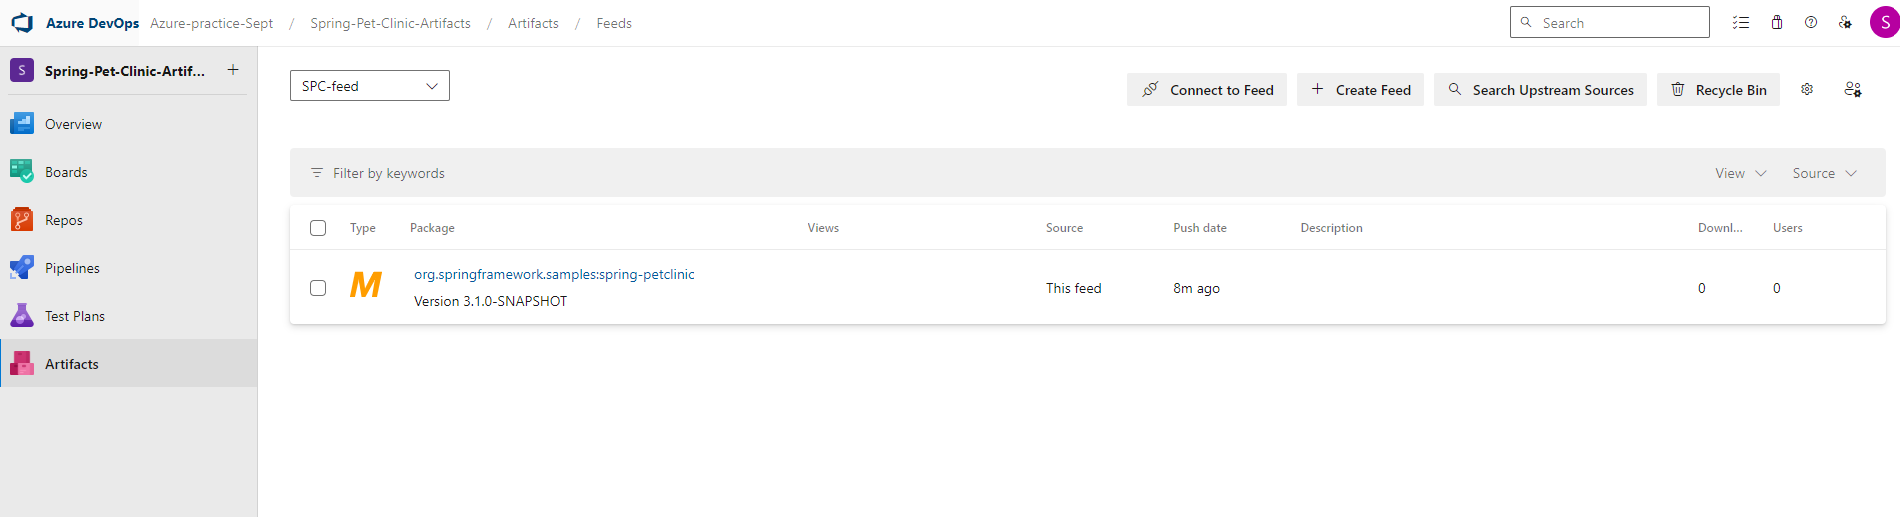 Azure DevOps Azure-practice-Sept / Spring-Pet-Clinic-Artifacts / Artifacts / Feeds Search S
S Spring-Pet-Clinic-Artif... +
SPC-feed Connect to Feed Create Feed Search Upstream Sources Recycle Bin
Overview
Boards
Repos
Pipelines
Test Plans
Artifacts
Filter by keywords View Source
Type Package Views Source Push date Description Downl... Users
M org.springframework.samples:spring-petclinic
Version 3.1.0-SNAPSHOT This feed 8m ago 0 0